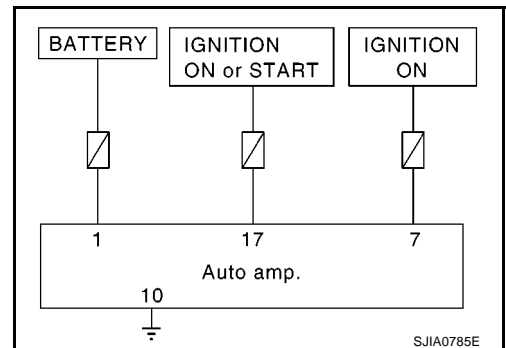 BATTERY
IGNITION
ON or START
IGNITION
ON
1
17
7
Auto amp.
10
SJIA0785E